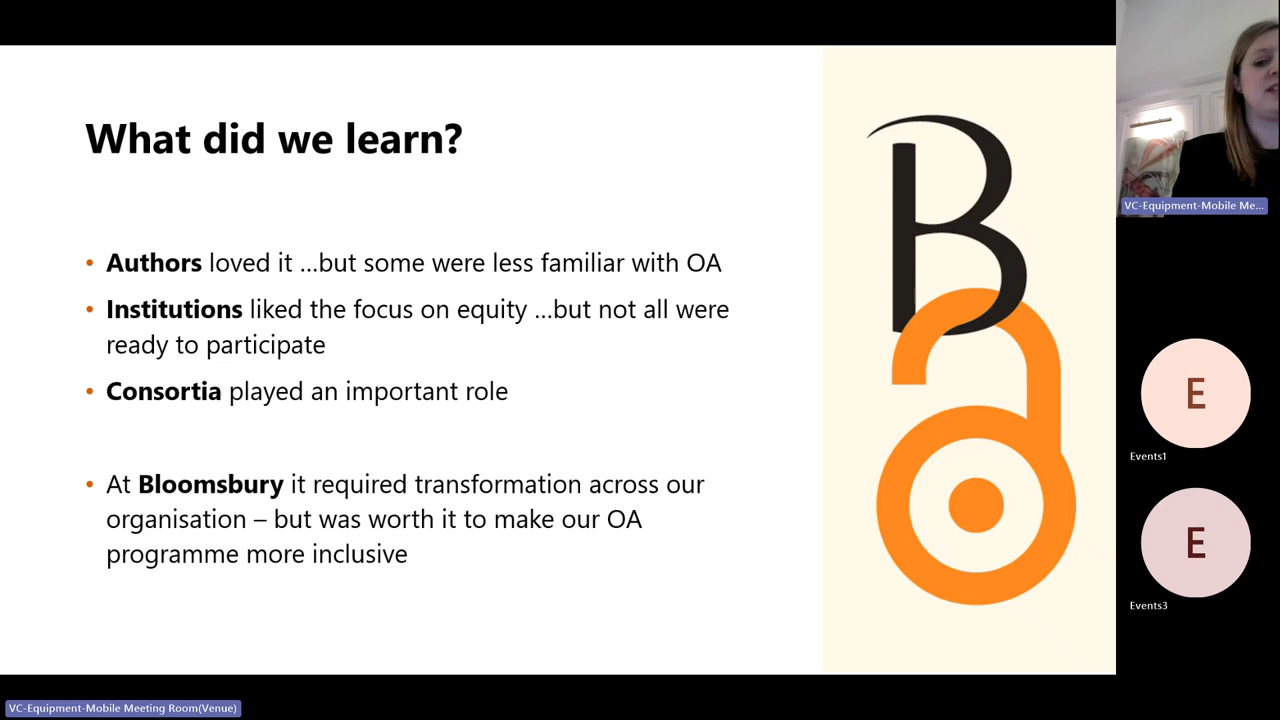 What did we learn?
• Authors loved it ...but some were less familiar with OA
• Institutions liked the focus on equity ...but not all were
ready to participate
• Consortia played an important role
• At Bloomsbury it required transformation across our
organisation – but was worth it to make our OA
programme more inclusive
B
VC-Equipment-Mobile Me...
E
Events1
E
Events3
VC-Equipment-Mobile Meeting Room(Venue)